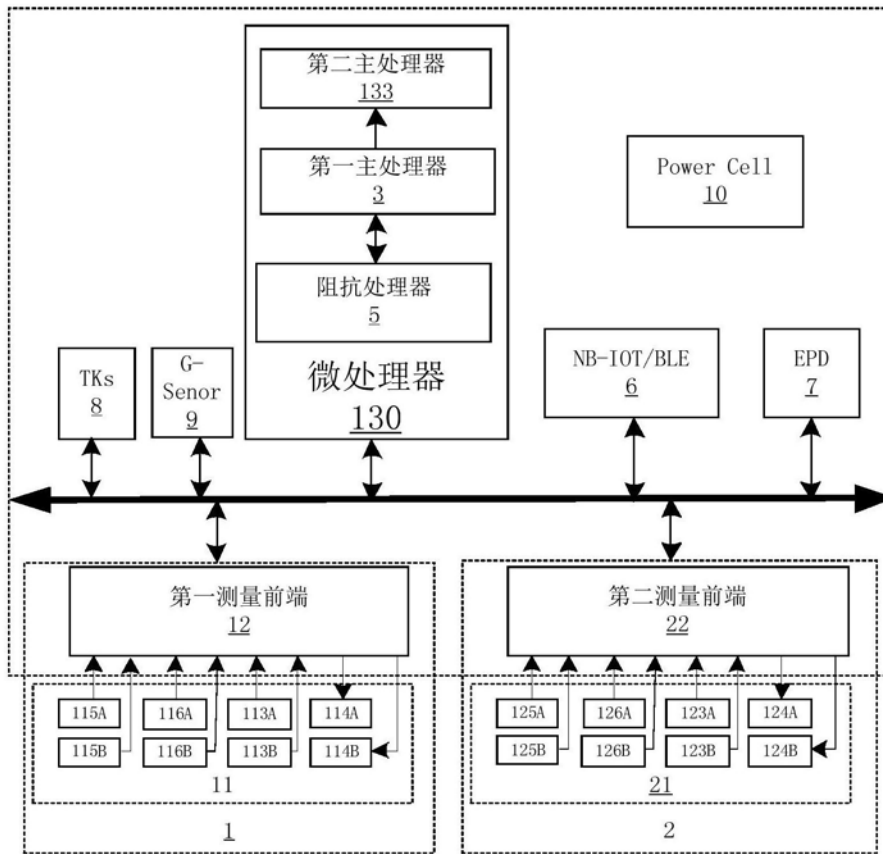 第二主处理器
133
第一主处理器
3
阻抗处理器
5
微处理器
130
Power Cell
10
TKs
8
G-
Senor
9
NB-IOT/BLE
6
EPD
7
第一测量前端
12
第二测量前端
22
115A 116A 113A 114A
115B 116B 113B 114B
11
1
125A 126A 123A 124A
125B 126B 123B 124B
21
2